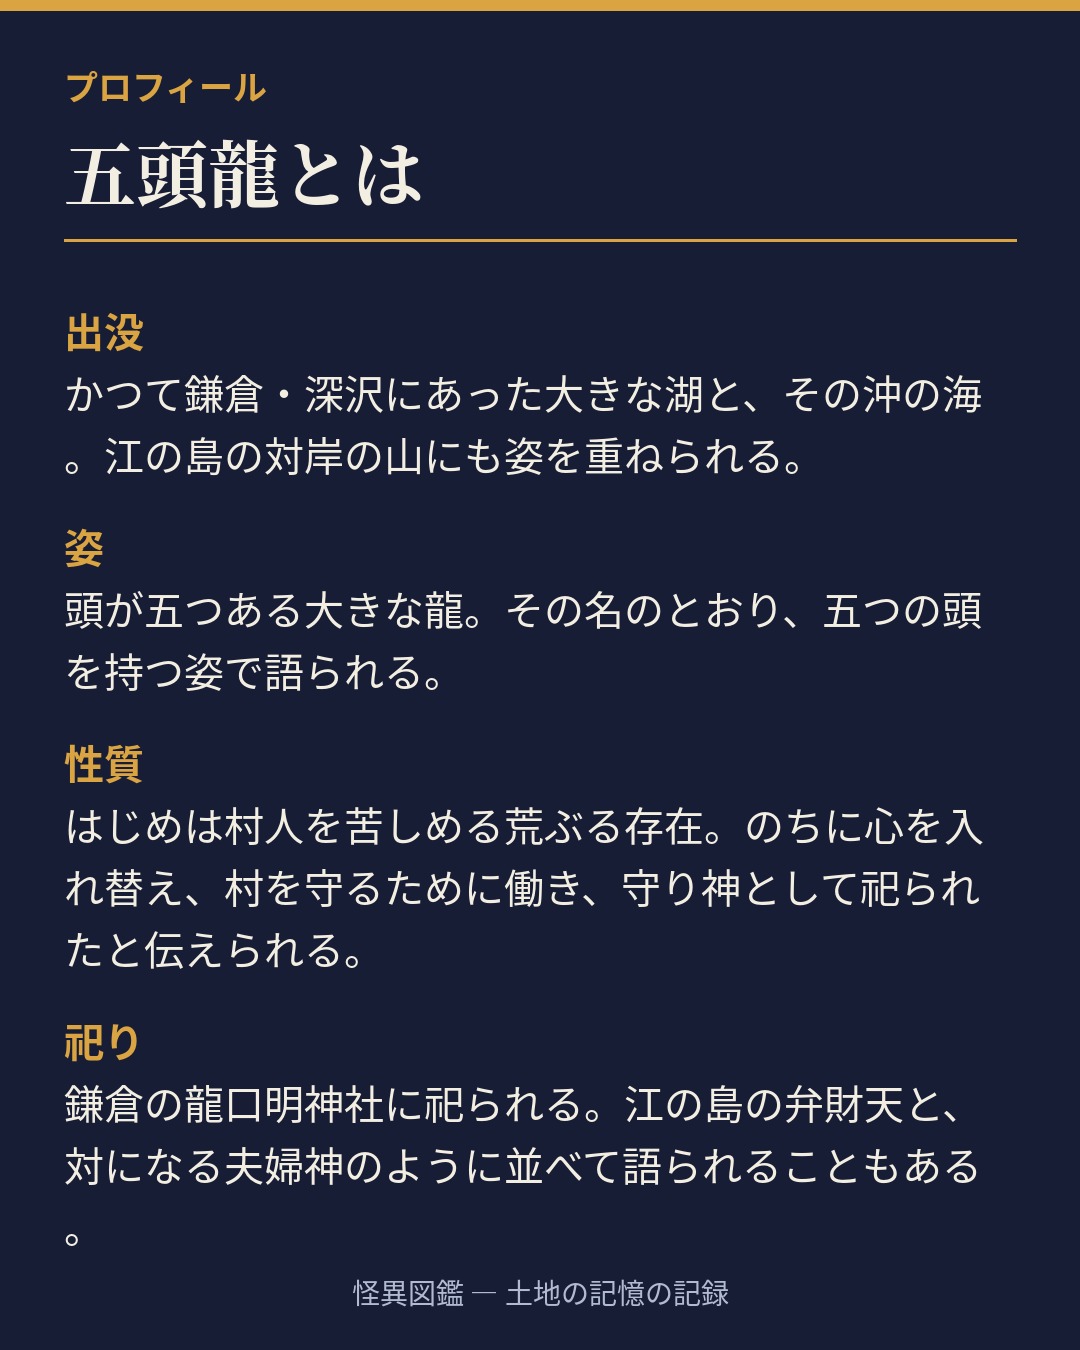 プロフィール
五頭龍とは
出没
かつて鎌倉・深沢にあった大きな湖と、その沖の海
。江の島の対岸の山にも姿を重ねられる。
姿
頭が五つある大きな龍。その名のとおり、五つの頭
を持つ姿で語られる。
性質
はじめは村人を苦しめる荒ぶる存在。のちに心を入
れ替え、村を守るために働き、守り神として祀られ
たと伝えられる。
祀り
鎌倉の龍口明神社に祀られる。江の島の弁財天と、
対になる夫婦神のように並べて語られることもある
。
怪異図鑑 — 土地の記憶の記録